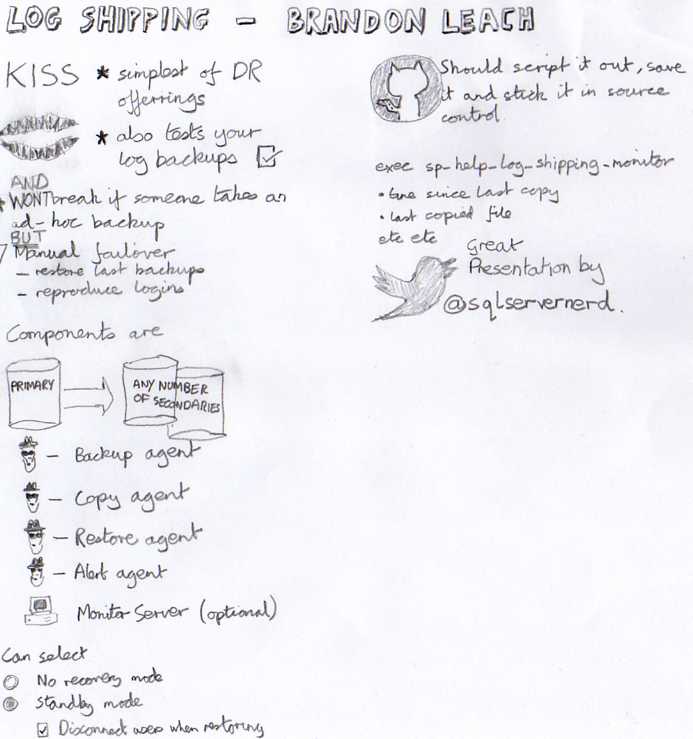 LOG SHIPPING – BRANDON LEACH
KISS
* simplest of DR
offerrings
* also tests your
log backups
AND
* WONT break if someone takes an
ad-hoc backup
BUT
Manual failover
– restore last backups
– reproduce logins
Components are
PRIMARY
ANY NUMBER
OF SECONDARIES
– Backup agent
– Copy agent
– Restore agent
– Alert agent
Monitor Server (optional)
Can select
No recovery mode
Standby mode
Disconnect users when restoring
Should script it out, save
it and stick it in source
control.
exec sp_help_log_shipping_monitor
• time since last copy
• last copied file
etc etc
Great
Presentation by
@sqlservernerd.